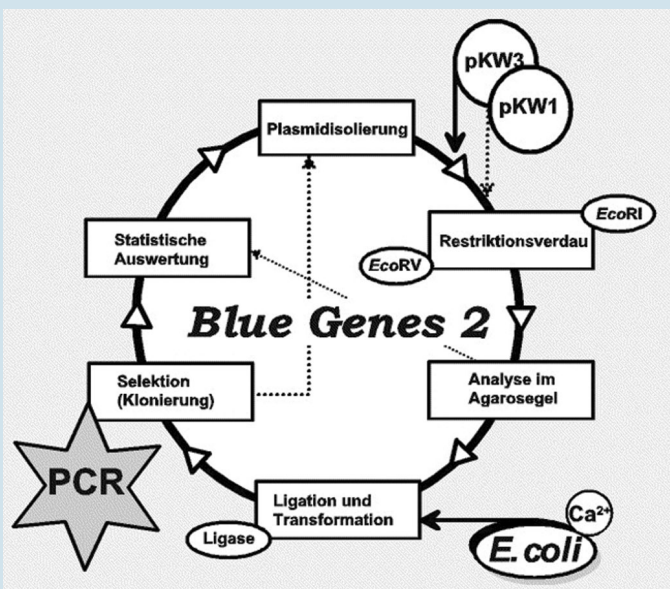 pKW3
pKW1
Plasmidisolierung
EcoRI
Restriktionsverdau
EcoRV
Statistische
Auswertung
Blue Genes 2
Selektion
(Klonierung)
Analyse im
Agarosegel
PCR
Ligation und
Transformation
Ligase
Ca²⁺
E. coli